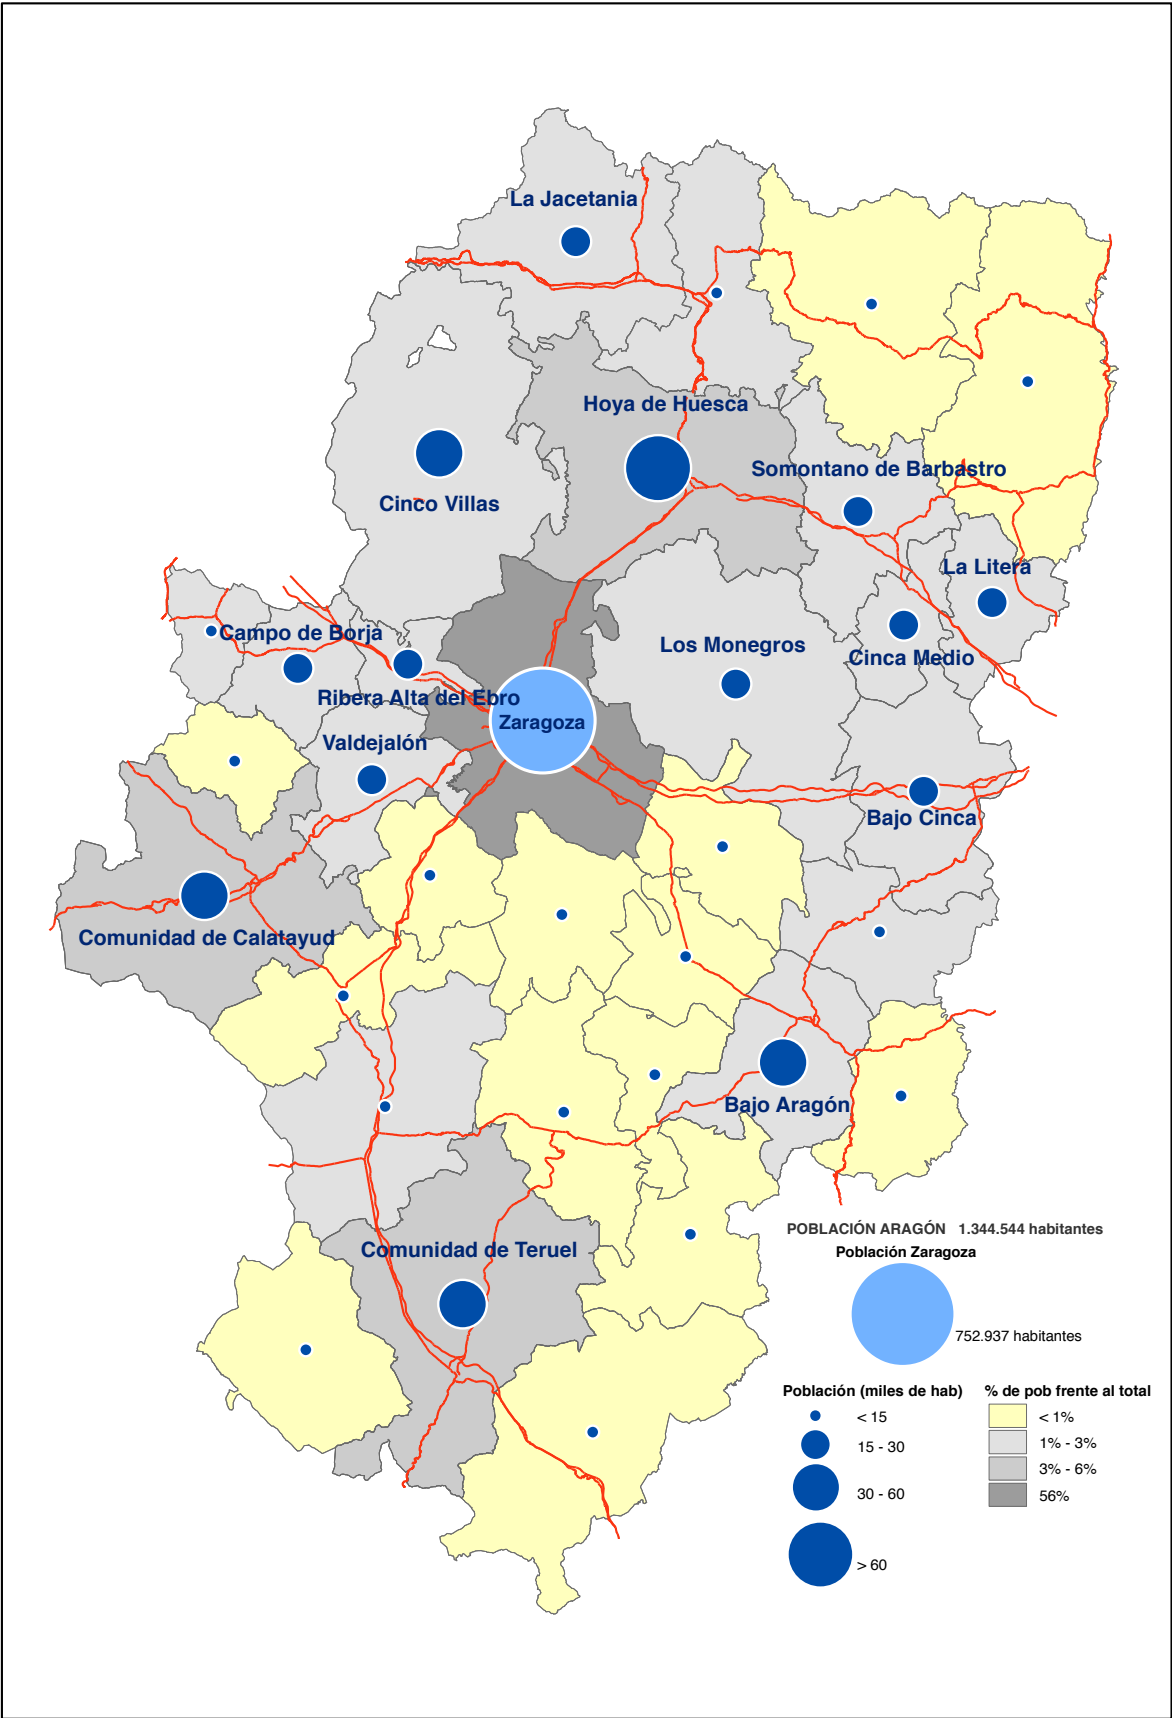 La Jacetania
Hoya de Huesca
Somontano de Barbastro
Cinco Villas
La Litera
Campo de Borja
Los Monegros
Cinca Medio
Ribera Alta del Ebro
Zaragoza
Valdejalón
Bajo Cinca
Comunidad de Calatayud
Bajo Aragón
Comunidad de Teruel
POBLACIÓN ARAGÓN 1.344.544 habitantes
Población Zaragoza
752.937 habitantes
Población (miles de hab)
< 15
15 - 30
30 - 60
> 60
% de pob frente al total
< 1%
1% - 3%
3% - 6%
56%